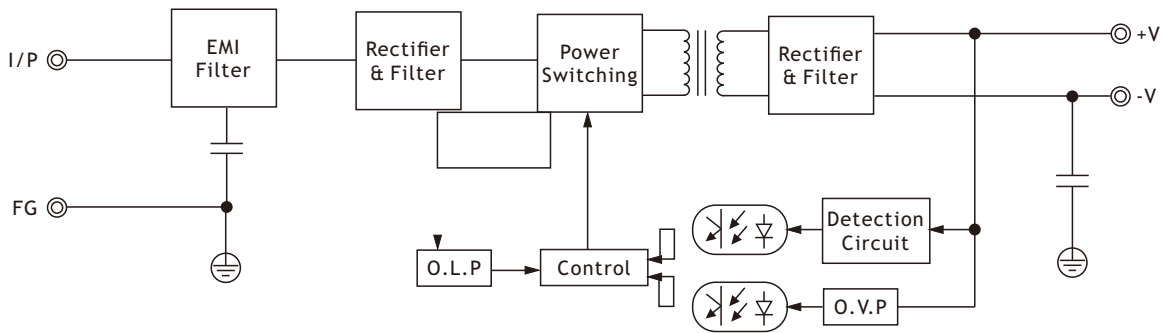 I/P
EMI
Filter
Rectifier
& Filter
Power
Switching
Rectifier
& Filter
+V
-V
FG
O.L.P
Control
Detection
Circuit
O.V.P